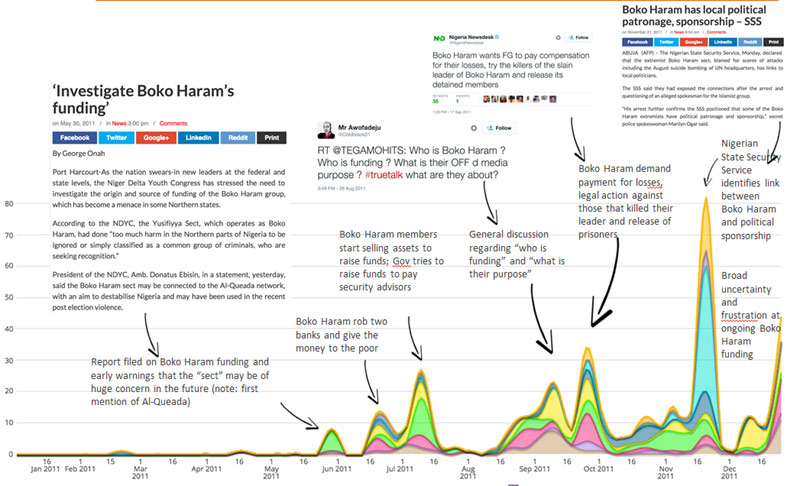 ‘Investigate Boko Haram’s
funding’
on May 30, 2011 / in News 3:00 pm / Comments
Facebook Twitter Google+ LinkedIn Reddit Print
By George Onah
Port Harcourt-As the nation swears-in new leaders at the federal and
state levels, the Niger Delta Youth Congress has stressed the need to
investigate the origin and source of funding of the Boko Haram group,
which has become a menace in some Northern states.
According to the NDYC, the Yusifiyya Sect, which operates as Boko
Haram, had done “too much harm in the Northern parts of Nigeria to be
ignored or simply classified as a common group of criminals, who are
seeking recognition.”
President of the NDYC, Amb. Donatus Ebisin, in a statement, yesterday,
said the Boko Haram sect may be connected to the Al-Queada network,
with an aim to destabilise Nigeria and may have been used in the recent
post election violence.
Nigeria Newsdesk
Follow
Boko Haram wants FG to pay compensation
for their losses, try the killers of the slain
leader of Boko Haram and release its
detained members
35 1
Mr Awofadeju
Follow
RT @TEGAMOHITS: Who is Boko Haram ?
Who is funding ? What is their OFF d media
purpose ? #truetalk what are they about?
5:48 PM - 26 Aug 2011
Boko Haram has local political
patronage, sponsorship – SSS
on November 21, 2011 / in News 4:54 pm / Comments
Facebook Twitter Google+ LinkedIn Reddit Print
ABUJA (AFP) – The Nigerian State Security Service, Monday, declared
that the extremist Boko Haram sect, blamed for scores of attacks
including the August suicide bombing of UN headquarters, has links to
local politicians.
The SSS said they had exposed the connections after the arrest and
questioning of an alleged spokesman for the Islamist group.
“His arrest further confirms the SSS positioned that some of the Boko
Haram extremists have political patronage and sponsorship,” secret
police spokeswoman Marilyn Ogar said.
Report filed on Boko Haram funding and
early warnings that the “sect” may be of
huge concern in the future (note: first
mention of Al-Queada)
Boko Haram rob two
banks and give the
money to the poor
Boko Haram members
start selling assets to
raise funds; Gov tries to
raise funds to pay
security advisors
General discussion
regarding “who is
funding” and “what is
their purpose”
Boko Haram demand
payment for losses,
legal action against
those that killed their
leader and release of
prisoners
Nigerian
State Security
Service
identifies link
between
Boko Haram
and political
sponsorship
Broad
uncertainty
and
frustration at
ongoing Boko
Haram
funding
80
70
60
50
40
30
20
10
0
16 1 15 1 16 1 16 1 16 1 16 1 16 1 16 1 16 1 16 1 16 1 16
Jan 2011 Feb 2011 Mar 2011 Apr 2011 May 2011 Jun 2011 Jul 2011 Aug 2011 Sep 2011 Oct 2011 Nov 2011 Dec 2011